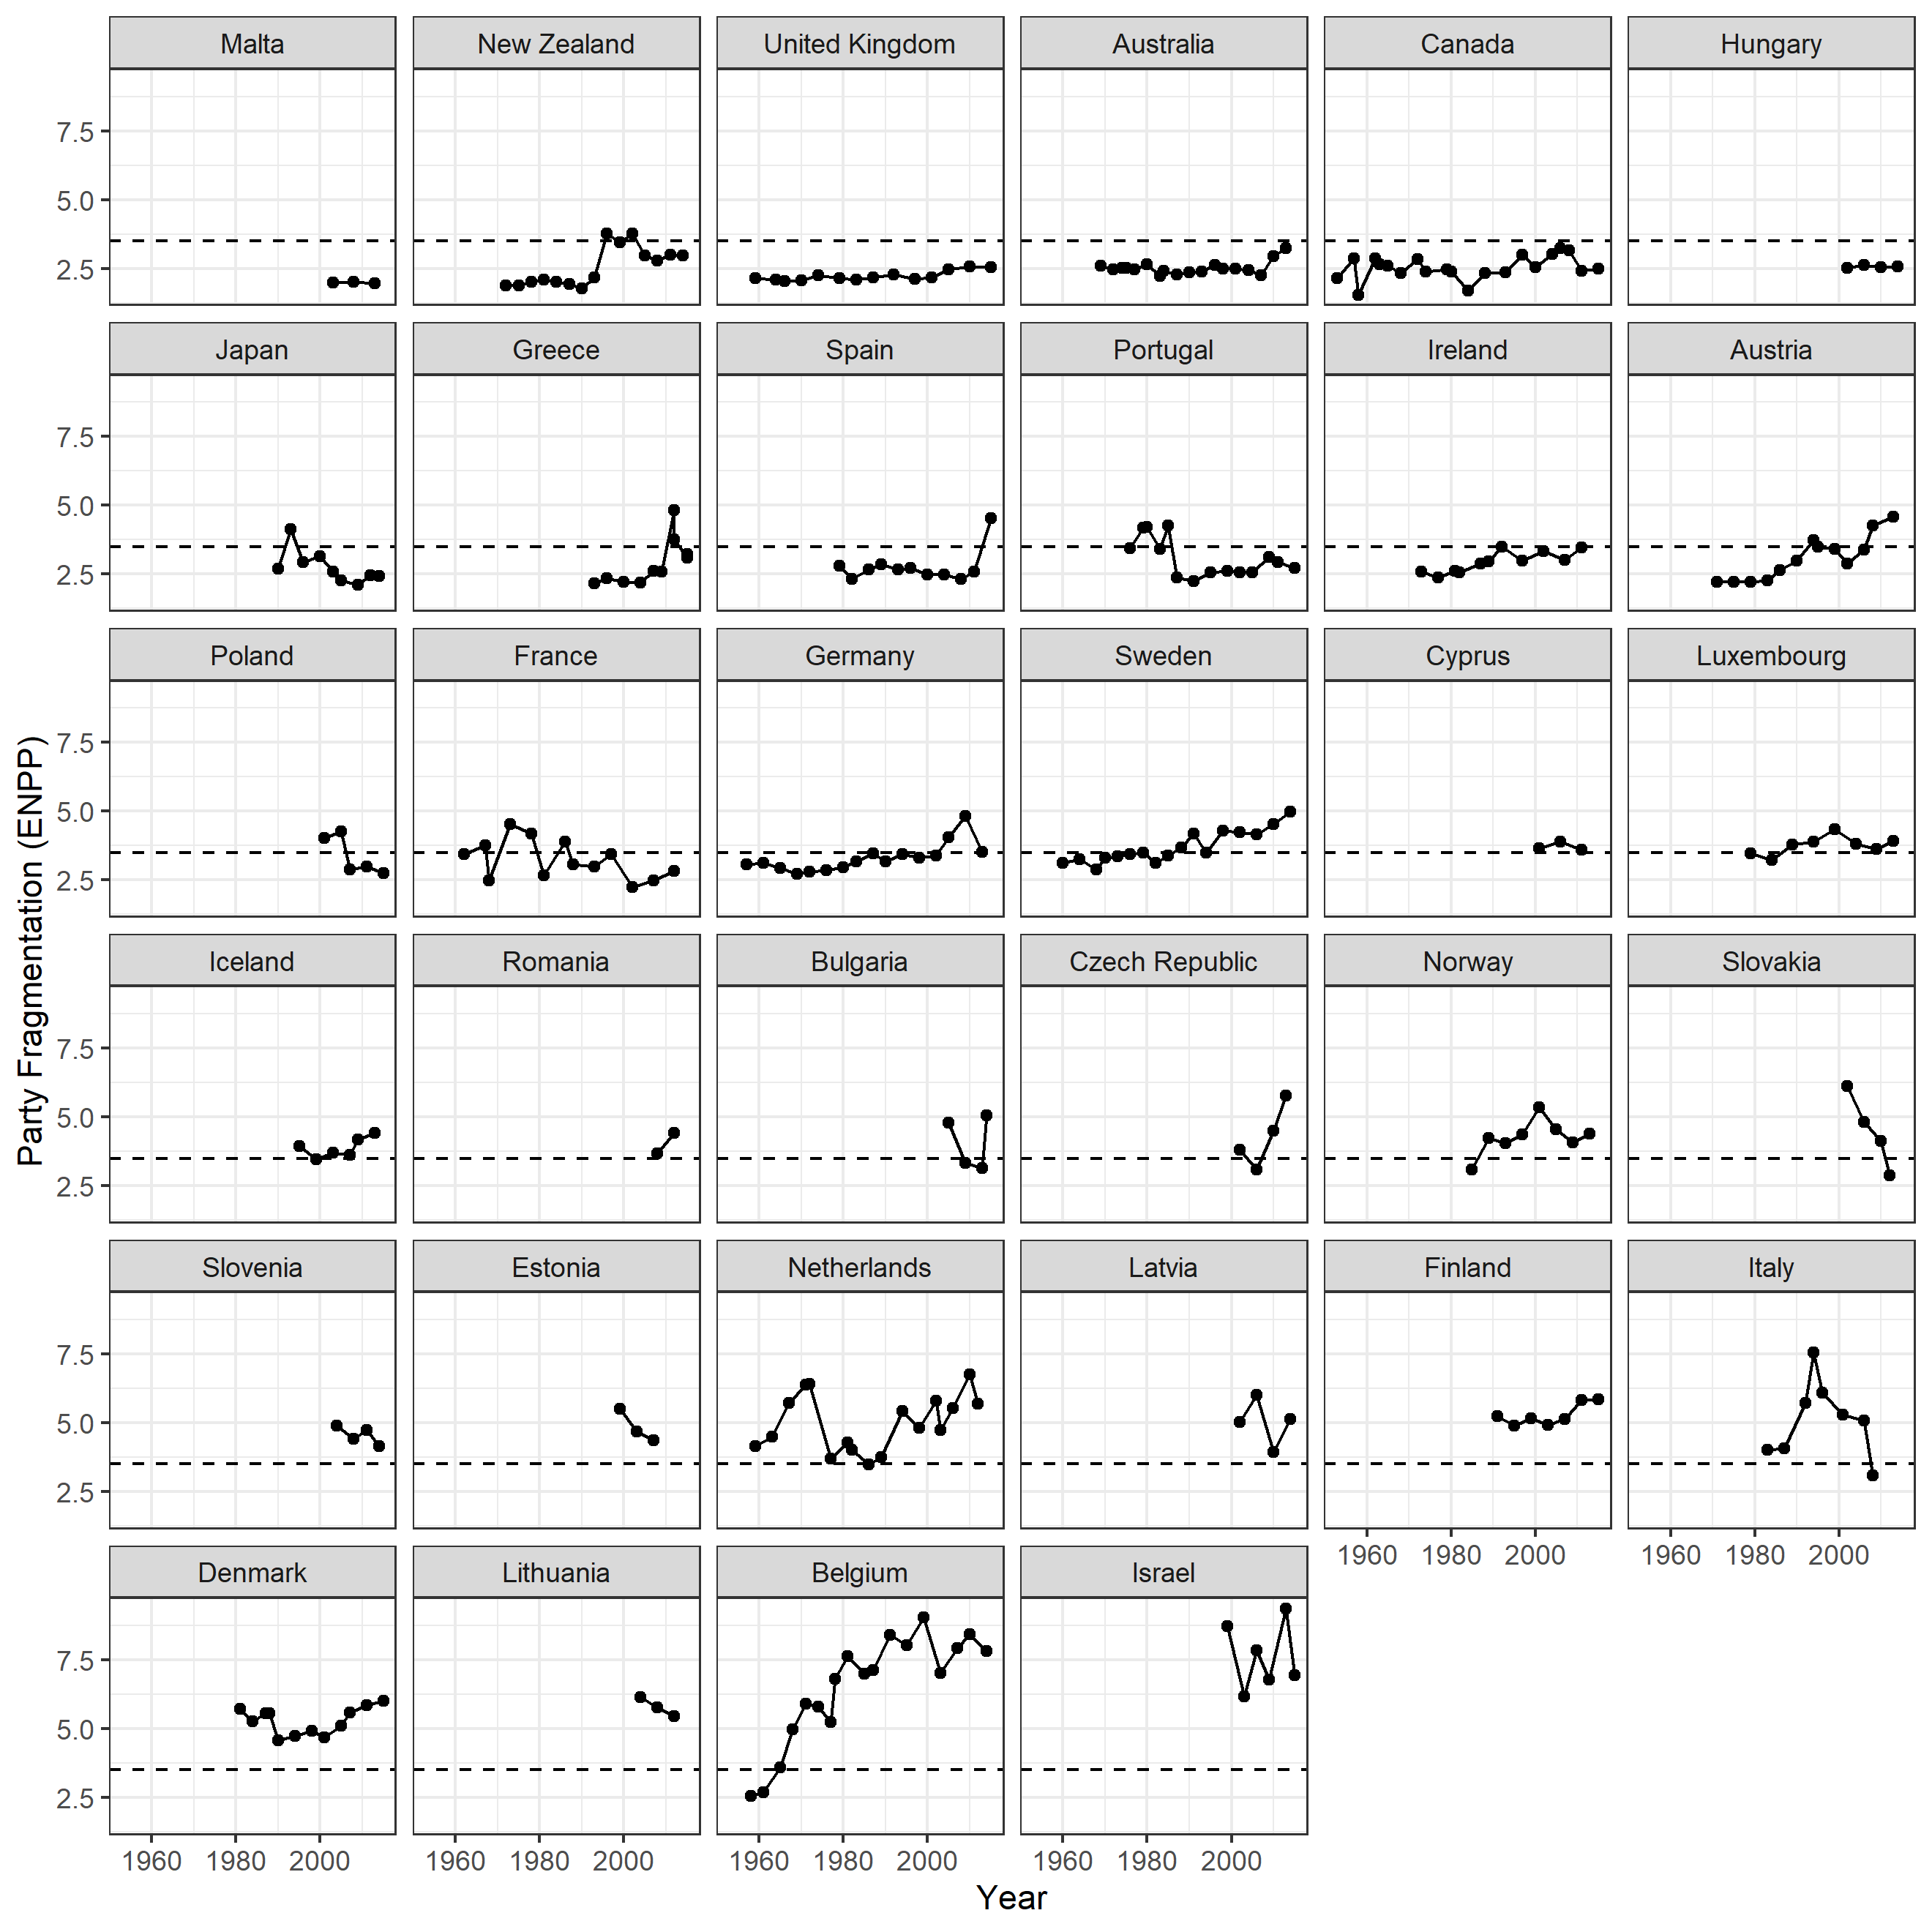 Malta New Zealand United Kingdom Australia Canada Hungary
7.5
5.0
2.5
Japan Greece Spain Portugal Ireland Austria
7.5
5.0
2.5
Poland France Germany Sweden Cyprus Luxembourg
7.5
5.0
2.5
Party Fragmentation (ENPP)
Iceland Romania Bulgaria Czech Republic Norway Slovakia
7.5
5.0
2.5
Slovenia Estonia Netherlands Latvia Finland Italy
7.5
5.0
2.5
1960 1980 2000 1960 1980 2000
Denmark Lithuania Belgium Israel
7.5
5.0
2.5
1960 1980 2000 1960 1980 2000 1960 1980 2000 1960 1980 2000
Year